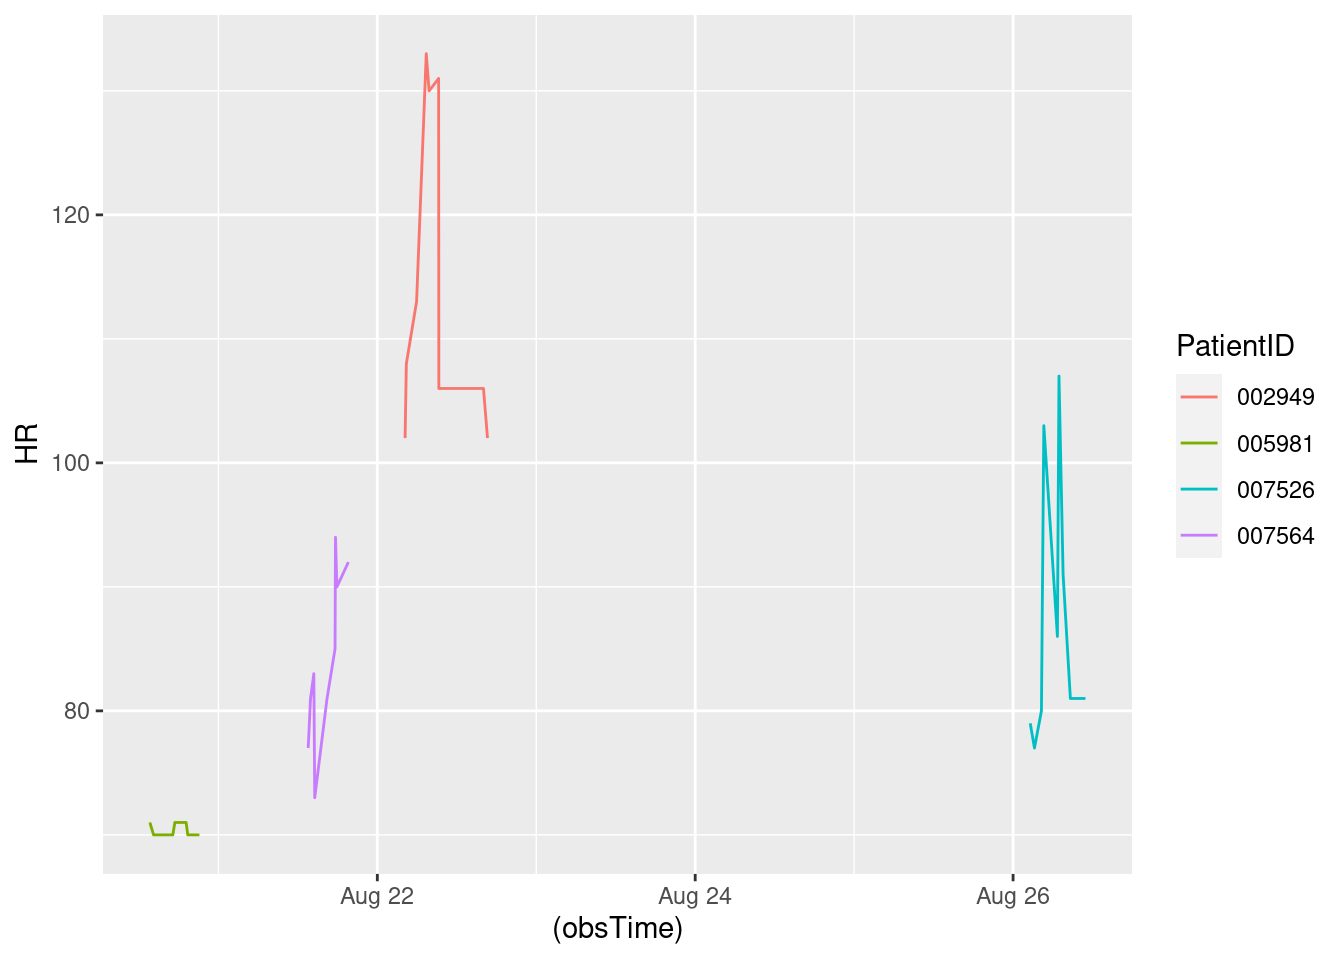 HR
120
100
80
Aug 22
Aug 24
Aug 26
(obsTime)
PatientID
002949
005981
007526
007564